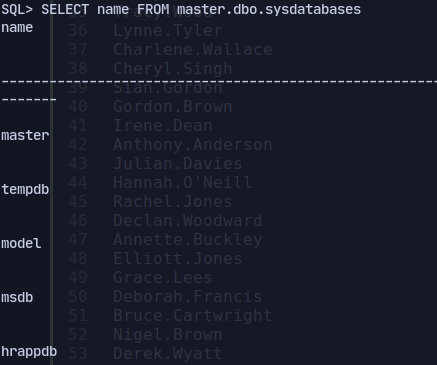 SQL> SELECT name FROM master.dbo.sysdatabases
name
36 Lynne.Tyler
37 Charlene.Wallace
38 Cheryl.Singh
--------------------------------------------------
39 Sian.Gordon
-------
40 Gordon.Brown
41 Irene.Dean
master
42 Anthony.Anderson
43 Julian.Davies
44 Hannah.O'Neill
tempdb
45 Rachel.Jones
46 Declan.Woodward
47 Annette.Buckley
model
48 Elliott.Jones
49 Grace.Lees
50 Deborah.Francis
msdb
51 Bruce.Cartwright
52 Nigel.Brown
hrappdb
53 Derek.Wyatt